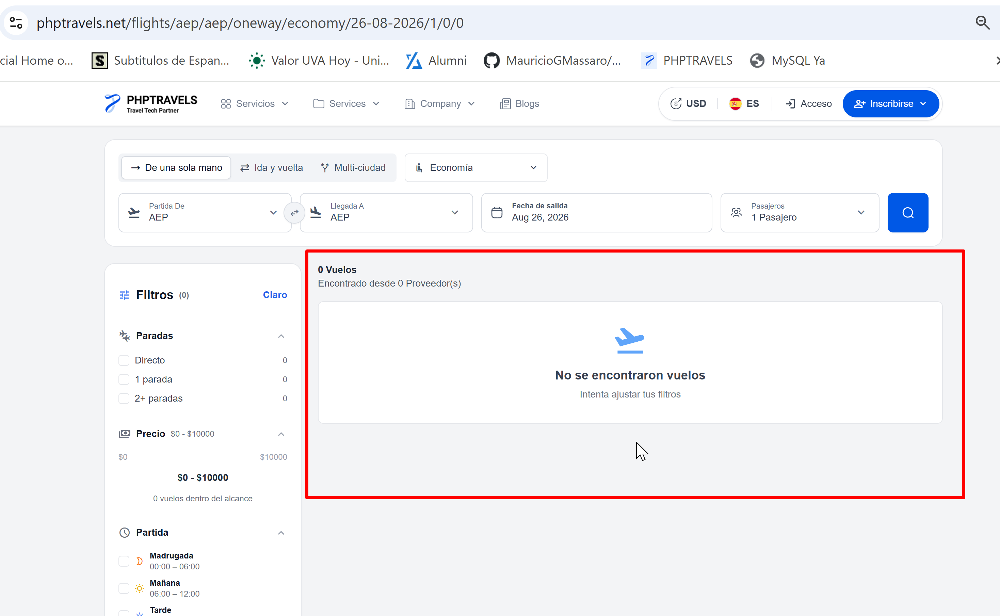 phptravels.net/flights/aep/aep/oneway/economy/26-08-2026/1/0/0
cial Home o... Subtitulos de Espan... Valor UVA Hoy - Uni... Alumni MauricioGMassaro/... PHPTRAVELS MySQL Ya
PHPTRAVELS
Travel Tech Partner
Servicios Services Company Blogs USD ES Acceso Inscribirse
De una sola mano Ida y vuelta Multi-ciudad Economía
Partida De
AEP
Llegada A
AEP
Fecha de salida
Aug 26, 2026
Pasajeros
1 Pasajero
Filtros (0) Claro
Paradas
Directo 0
1 parada 0
2+ paradas 0
Precio $0 - $10000
$0 $10000
$0 - $10000
0 vuelos dentro del alcance
Partida
Madrugada
00:00 – 06:00
Mañana
06:00 – 12:00
Tarde
0 Vuelos
Encontrado desde 0 Proveedor(s)
No se encontraron vuelos
Intenta ajustar tus filtros